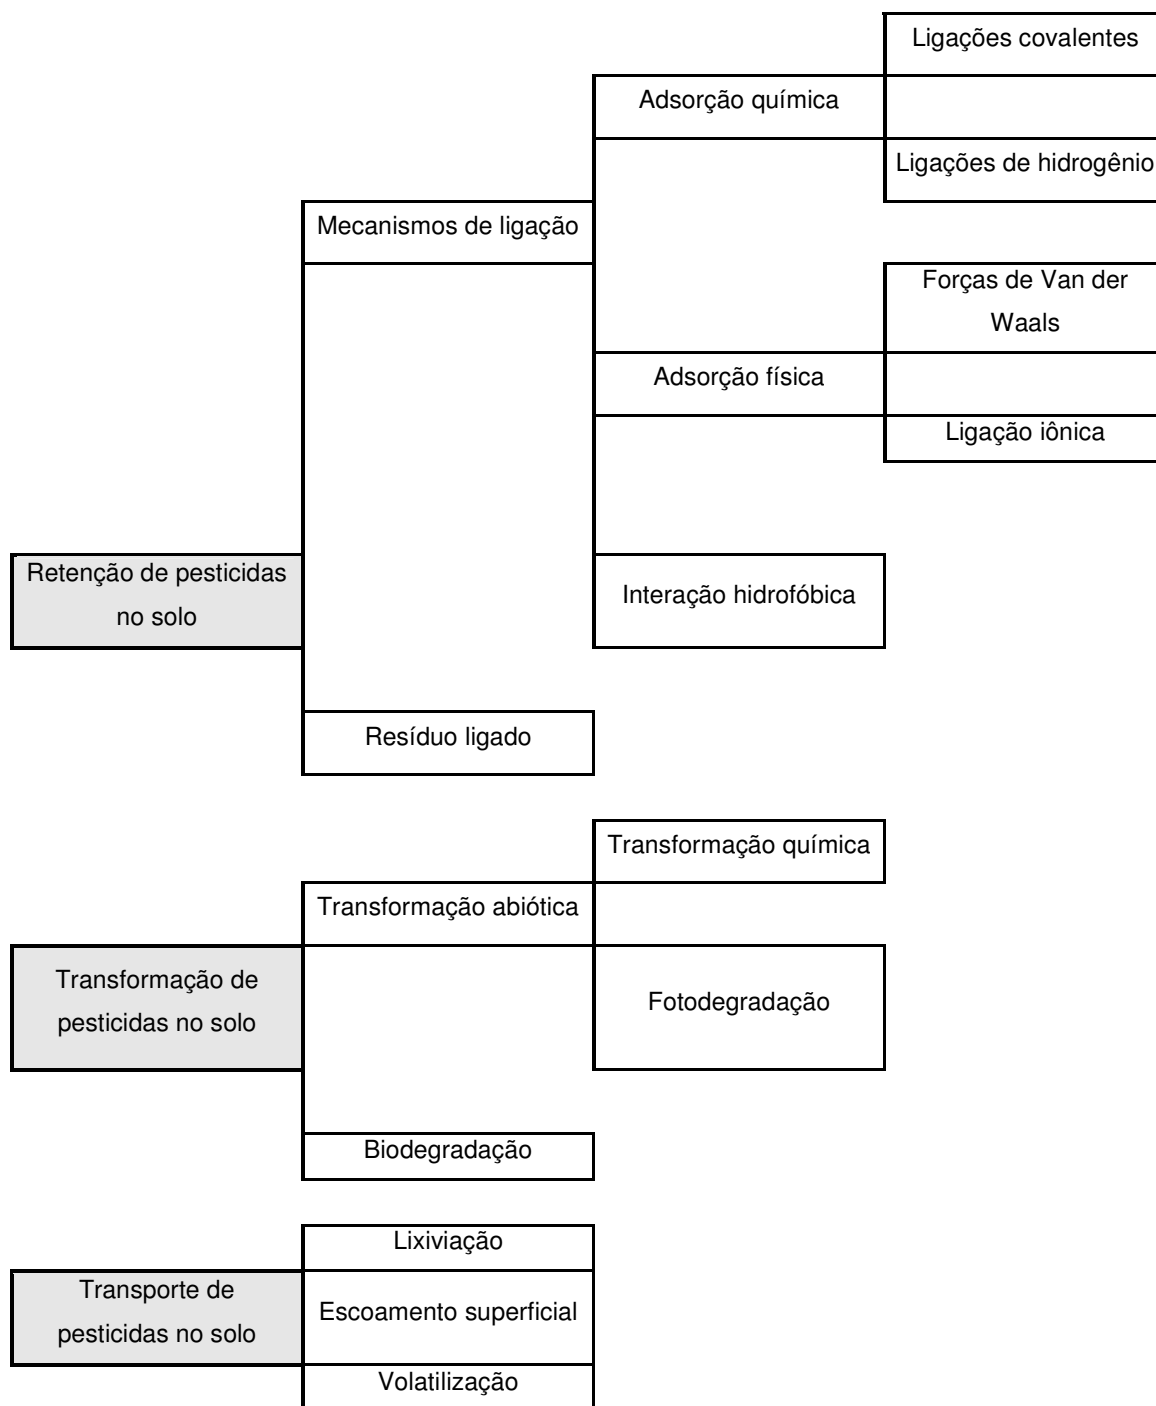 Ligações covalentes
Adsorção química
Ligações de hidrogênio
Mecanismos de ligação
Forças de Van der
Waals
Adsorção física
Ligação iônica
Retenção de pesticidas
no solo
Interação hidrofóbica
Resíduo ligado
Transformação química
Transformação abiótica
Transformação de
pesticidas no solo
Fotodegradação
Biodegradação
Lixiviação
Transporte de
pesticidas no solo
Escoamento superficial
Volatilização